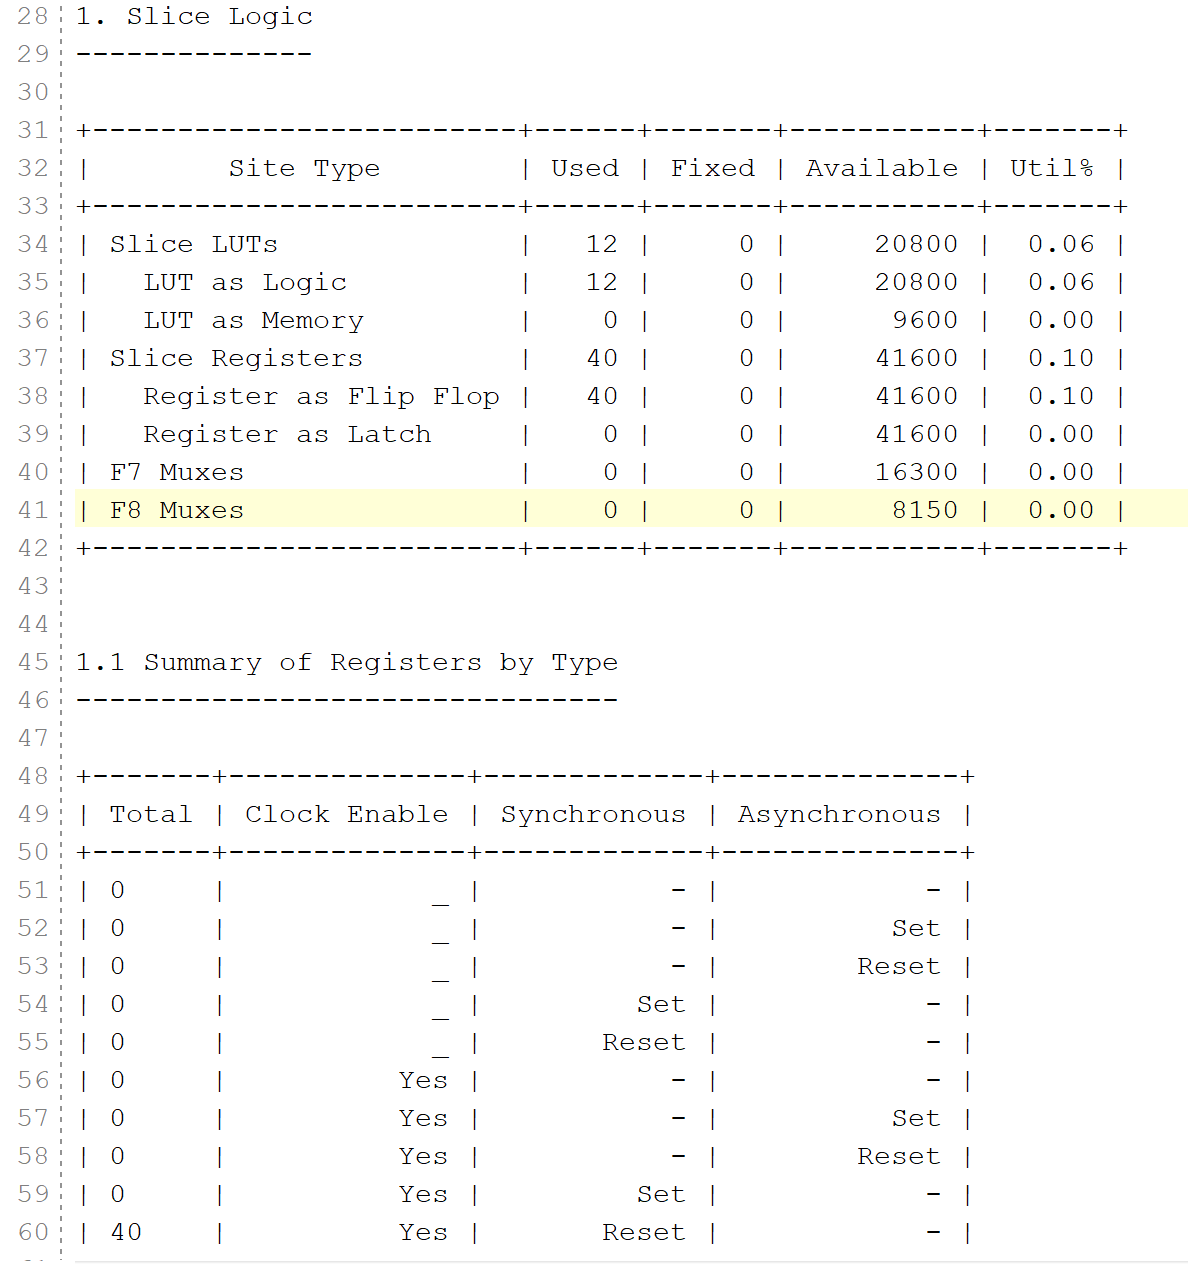 28 1. Slice Logic
29 --------------
30
31 +-------------------------+------+-------+-----------+-------+
32 |        Site Type        | Used | Fixed | Available | Util% |
33 +-------------------------+------+-------+-----------+-------+
34 | Slice LUTs              |   12 |     0 |     20800 |  0.06 |
35 |   LUT as Logic          |   12 |     0 |     20800 |  0.06 |
36 |   LUT as Memory         |    0 |     0 |      9600 |  0.00 |
37 | Slice Registers         |   40 |     0 |     41600 |  0.10 |
38 |   Register as Flip Flop |   40 |     0 |     41600 |  0.10 |
39 |   Register as Latch     |    0 |     0 |     41600 |  0.00 |
40 | F7 Muxes                |    0 |     0 |     16300 |  0.00 |
41 | F8 Muxes                |    0 |     0 |      8150 |  0.00 |
42 +-------------------------+------+-------+-----------+-------+
43
44
45 1.1 Summary of Registers by Type
46 --------------------------------
47
48 +-------+--------------+-------------+--------------+
49 | Total | Clock Enable | Synchronous | Asynchronous |
50 +-------+--------------+-------------+--------------+
51 | 0     |            _ |           - |            - |
52 | 0     |            _ |           - |          Set |
53 | 0     |            _ |           - |        Reset |
54 | 0     |            _ |         Set |            - |
55 | 0     |            _ |       Reset |            - |
56 | 0     |          Yes |           - |            - |
57 | 0     |          Yes |           - |          Set |
58 | 0     |          Yes |           - |        Reset |
59 | 0     |          Yes |         Set |            - |
60 | 40    |          Yes |       Reset |            - |